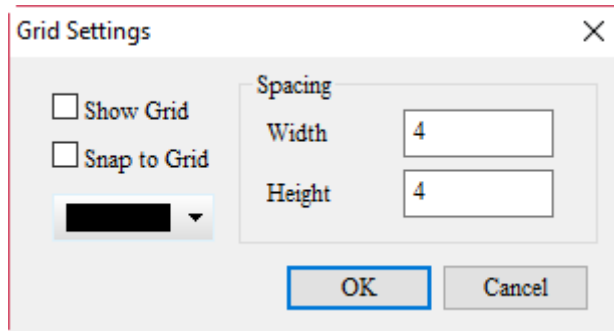 Grid Settings
Show Grid
Snap to Grid
Spacing
Width 4
Height 4
OK Cancel